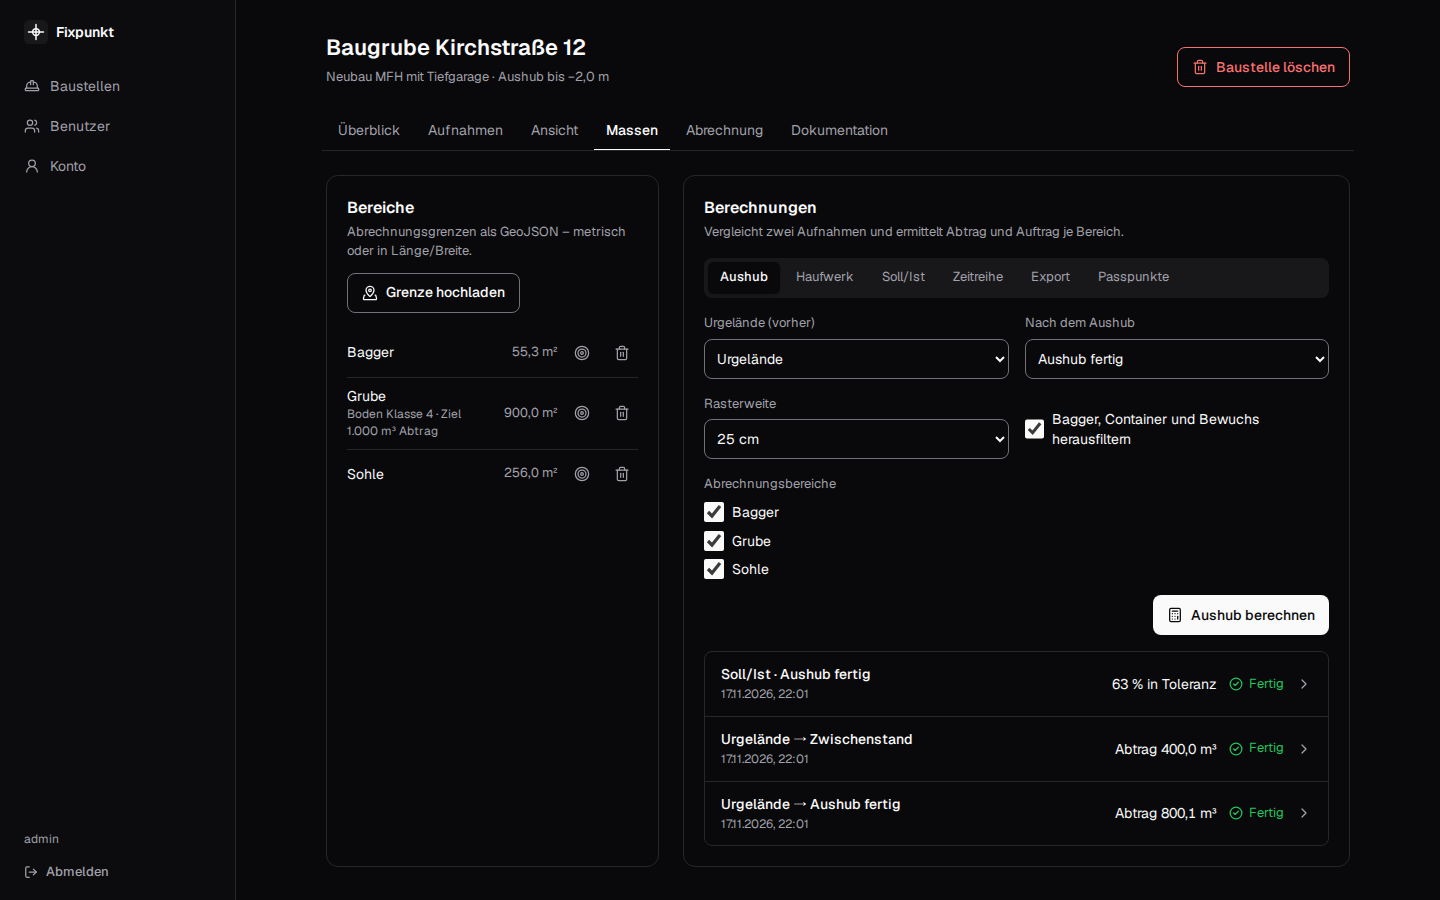 Fixpunkt
Baustellen
Benutzer
Konto
admin
Abmelden
Baugrube Kirchstraße 12
Neubau MFH mit Tiefgarage · Aushub bis −2,0 m
Baustelle löschen
Überblick
Aufnahmen
Ansicht
Massen
Abrechnung
Dokumentation
Bereiche
Abrechnungsgrenzen als GeoJSON – metrisch
oder in Länge/Breite.
Grenze hochladen
Bagger
55,3 m²
Grube
Boden Klasse 4 · Ziel
1.000 m³ Abtrag
900,0 m²
Sohle
256,0 m²
Berechnungen
Vergleicht zwei Aufnahmen und ermittelt Abtrag und Auftrag je Bereich.
Aushub
Haufwerk
Soll/Ist
Zeitreihe
Export
Passpunkte
Urgelände (vorher)
Urgelände
Nach dem Aushub
Aushub fertig
Rasterweite
25 cm
Bagger, Container und Bewuchs
herausfiltern
Abrechnungsbereiche
Bagger
Grube
Sohle
Aushub berechnen
Soll/Ist · Aushub fertig
17.11.2026, 22:01
63 % in Toleranz
Fertig
Urgelände → Zwischenstand
17.11.2026, 22:01
Abtrag 400,0 m³
Fertig
Urgelände → Aushub fertig
17.11.2026, 22:01
Abtrag 800,1 m³
Fertig